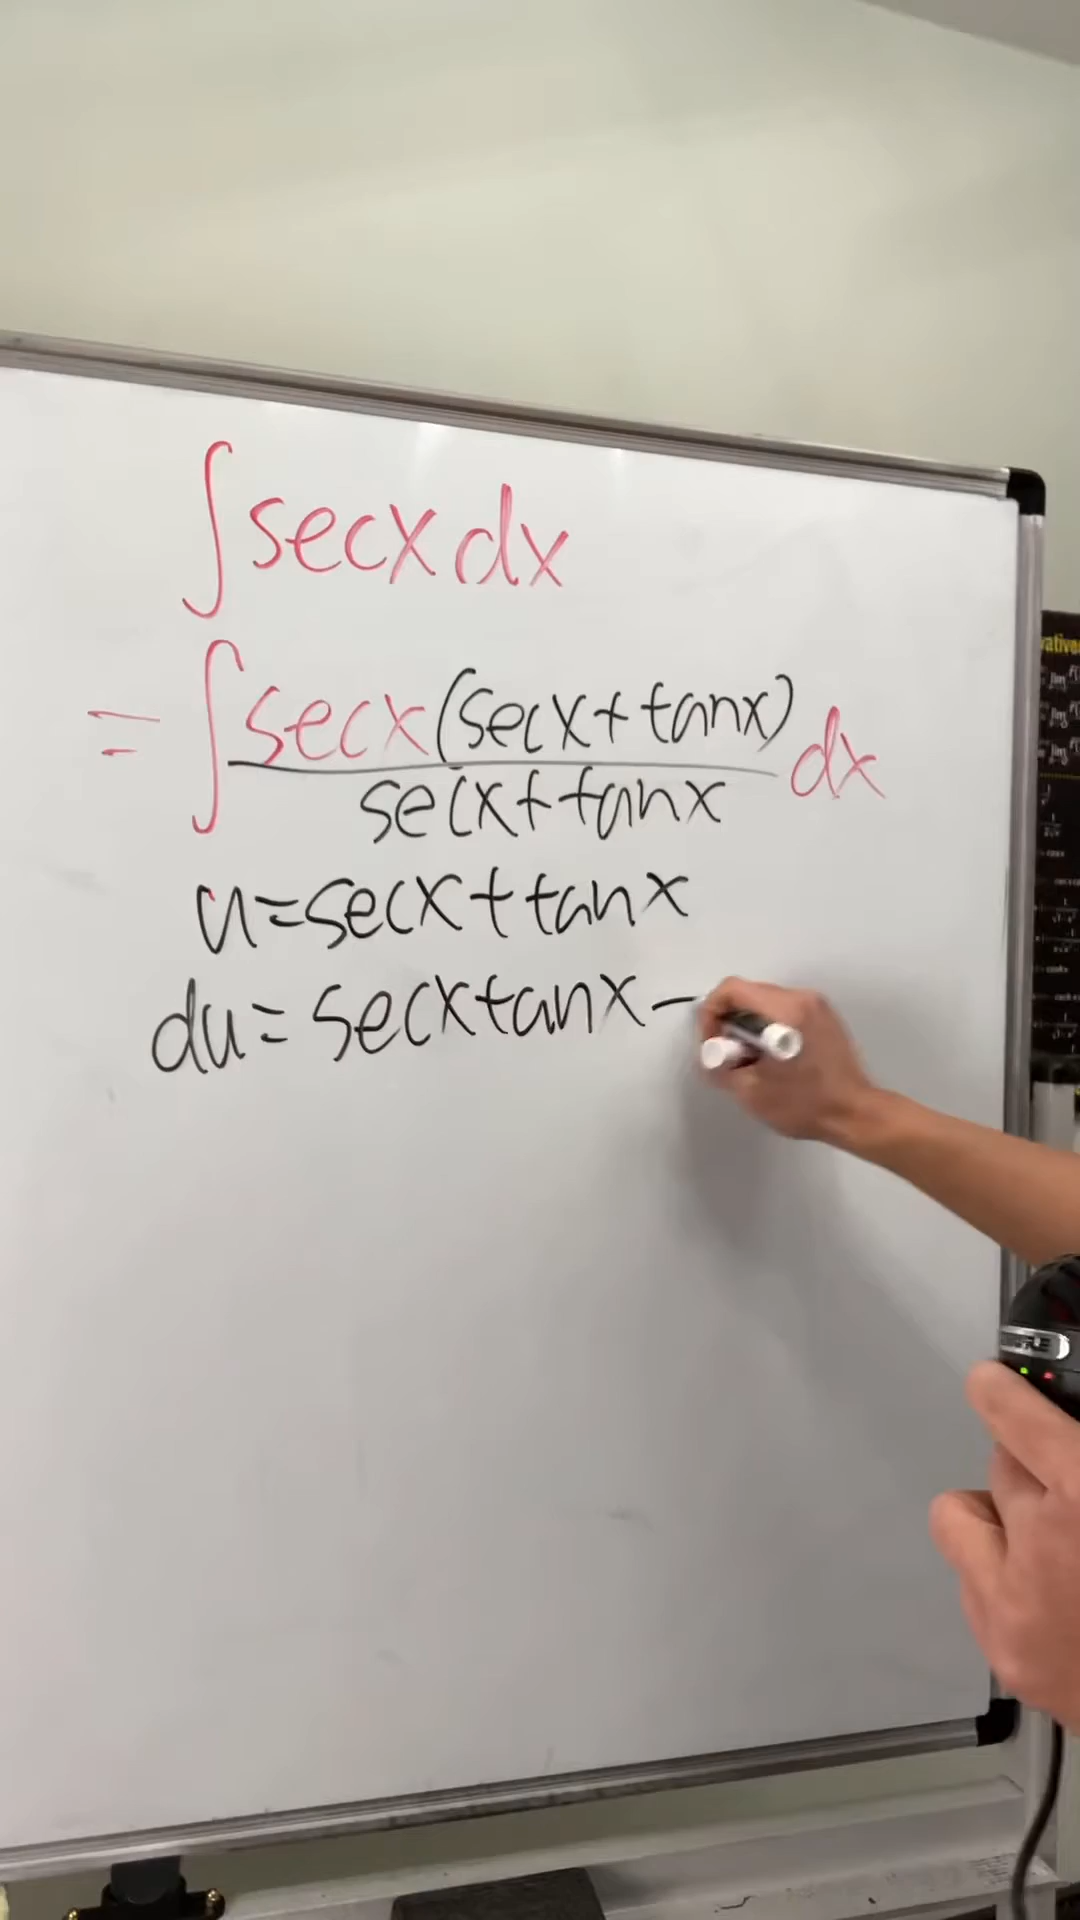 ∫ secx dx
= ∫ secx(secx+tanx) / secx+tanx dx
u=secx+tanx
du= secxtanx-